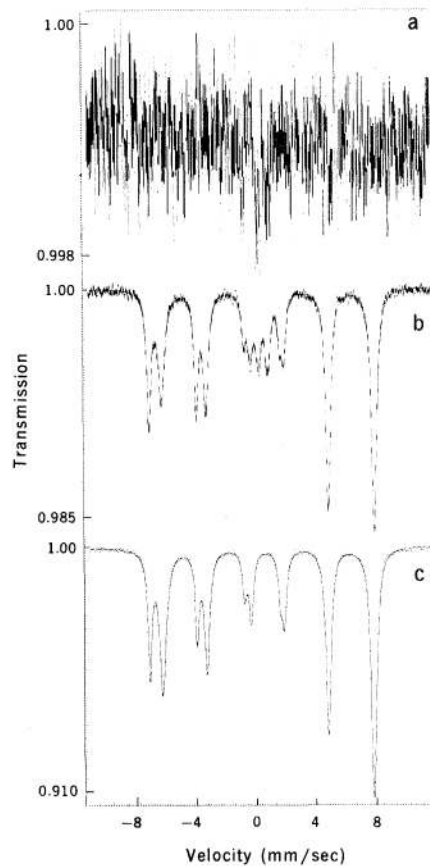 1.00
a
0.998
1.00
b
Transmission
0.985
1.00
c
0.910
-8 -4 0 4 8
Velocity (mm/sec)